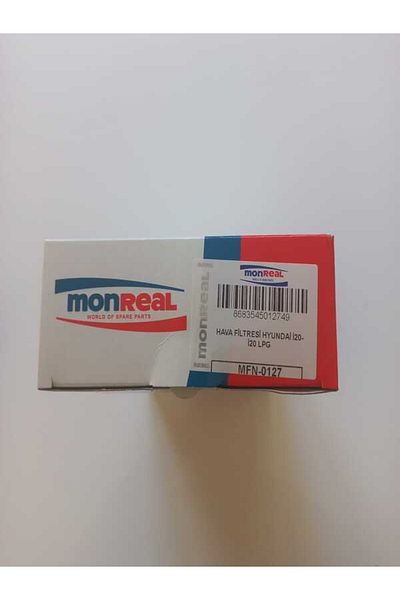 monReal
WORLD OF SPARE PARTS
monReal
monReal
8683545012749
HAVA FİLTRESİ HYUNDAİ İ20-
İ20 LPG
MFN-0127